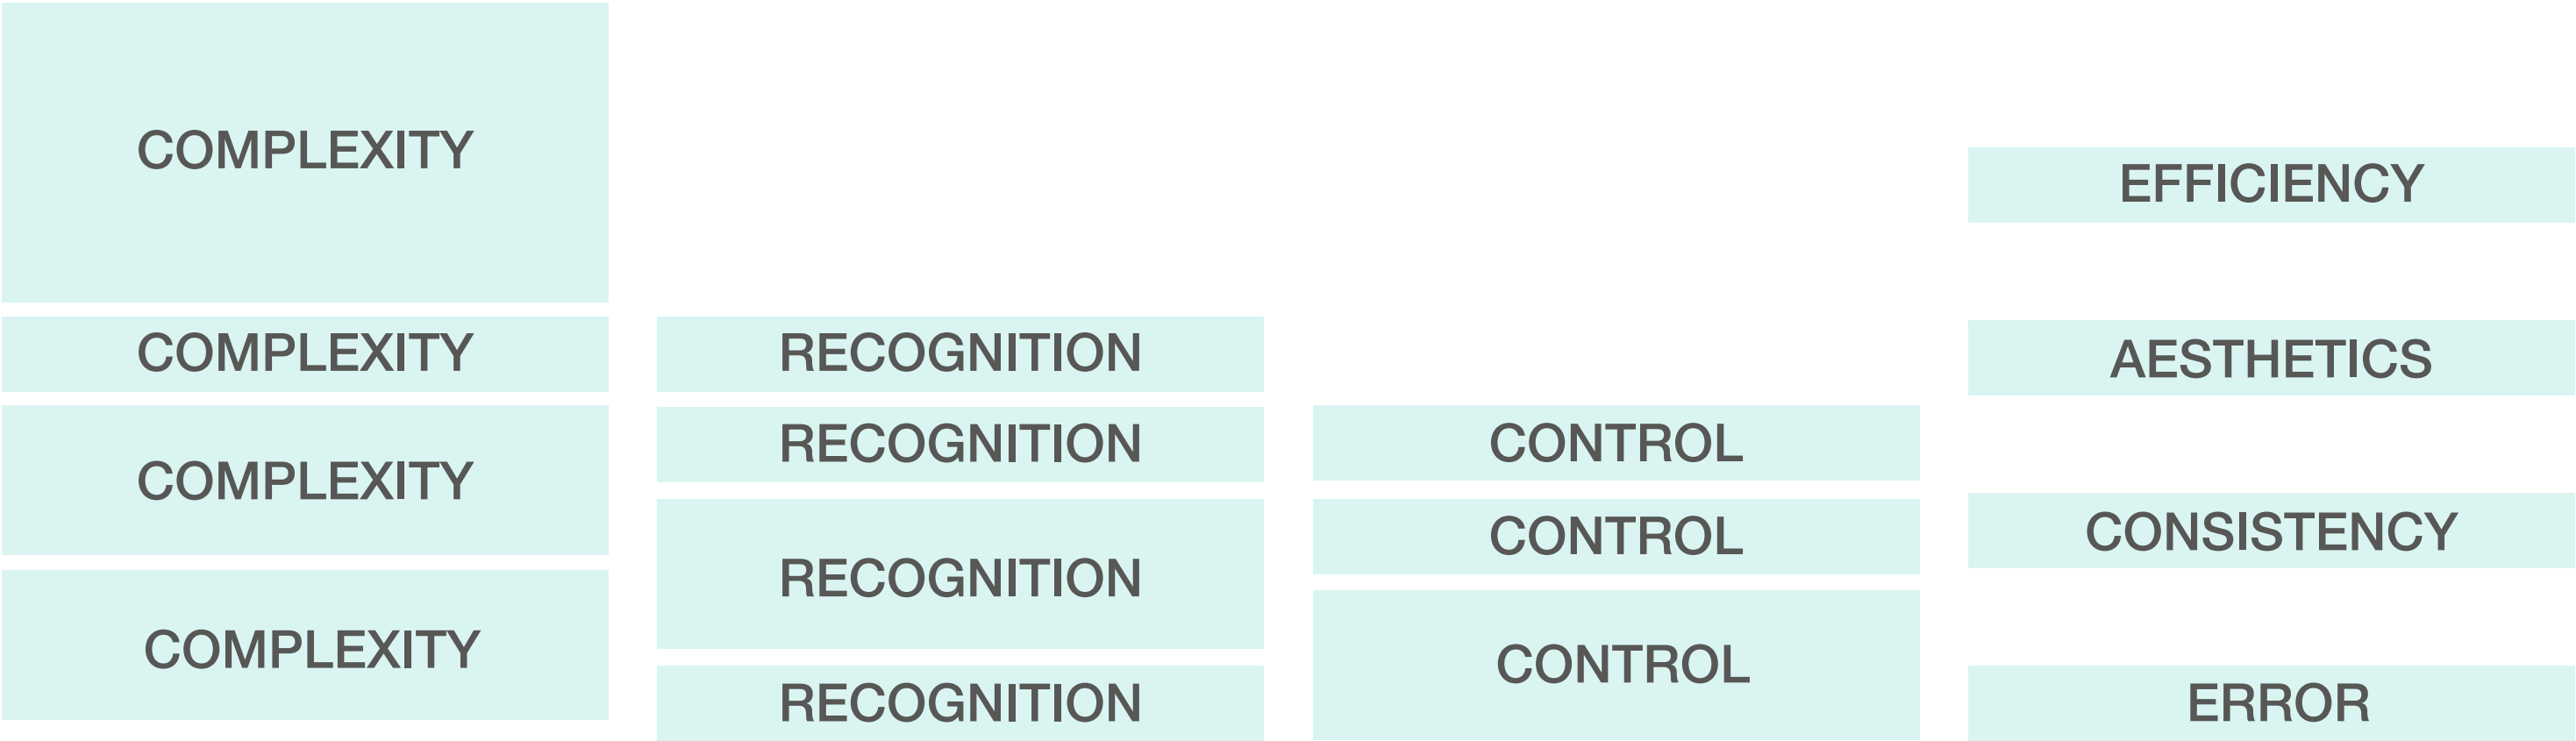 COMPLEXITY
COMPLEXITY
COMPLEXITY
COMPLEXITY
RECOGNITION
RECOGNITION
RECOGNITION
RECOGNITION
CONTROL
CONTROL
CONTROL
EFFICIENCY
AESTHETICS
CONSISTENCY
ERROR